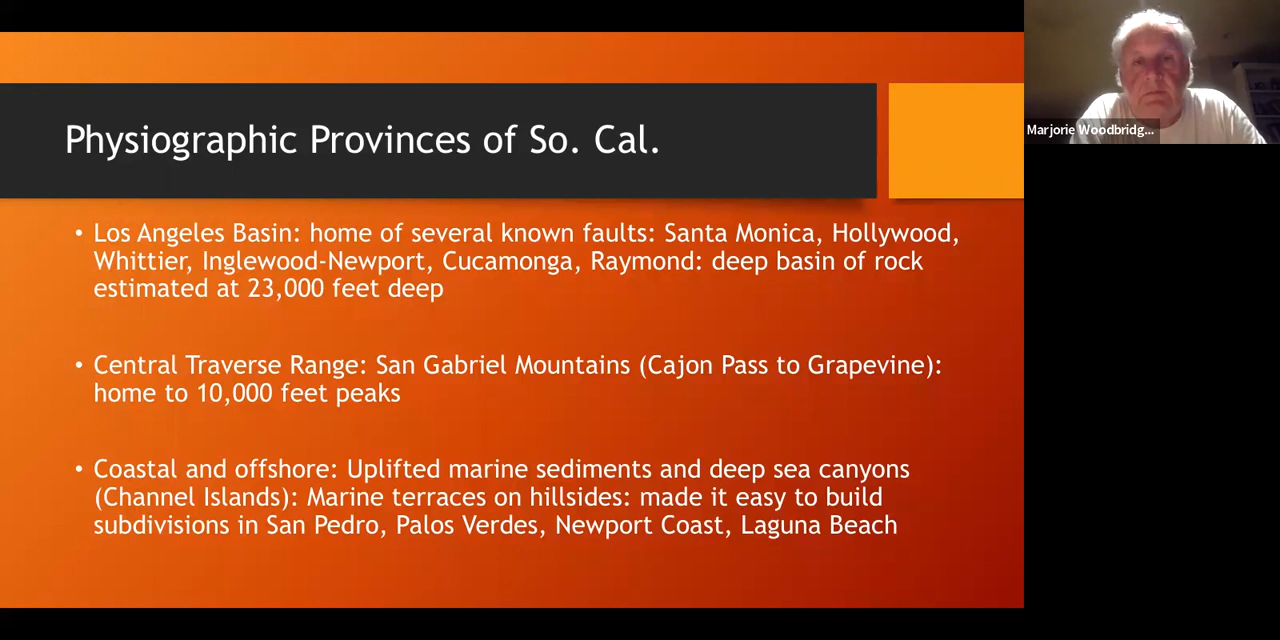 Physiographic Provinces of So. Cal.
• Los Angeles Basin: home of several known faults: Santa Monica, Hollywood,
Whittier, Inglewood-Newport, Cucamonga, Raymond: deep basin of rock
estimated at 23,000 feet deep
• Central Traverse Range: San Gabriel Mountains (Cajon Pass to Grapevine):
home to 10,000 feet peaks
• Coastal and offshore: Uplifted marine sediments and deep sea canyons
(Channel Islands): Marine terraces on hillsides: made it easy to build
subdivisions in San Pedro, Palos Verdes, Newport Coast, Laguna Beach
Marjorie Woodbridg...